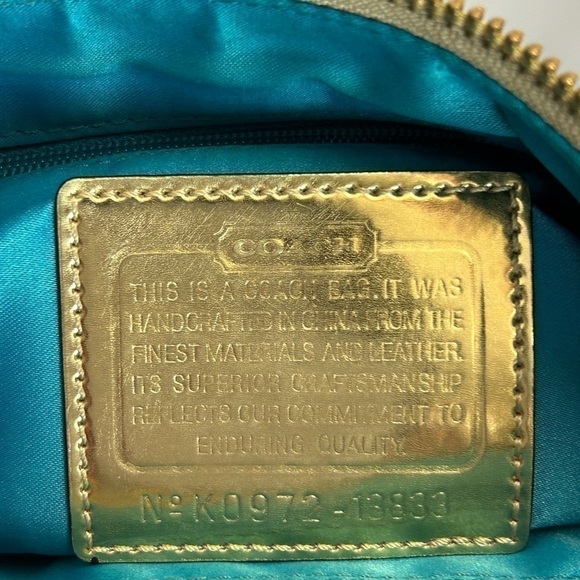 COACH
THIS IS A COACH BAG. IT WAS
HANDCRAFTED IN CHINA FROM THE
FINEST MATERIALS AND LEATHER.
ITS SUPERIOR CRAFTSMANSHIP
REFLECTS OUR COMMITMENT TO
ENDURING QUALITY.
Nº K0972-13833